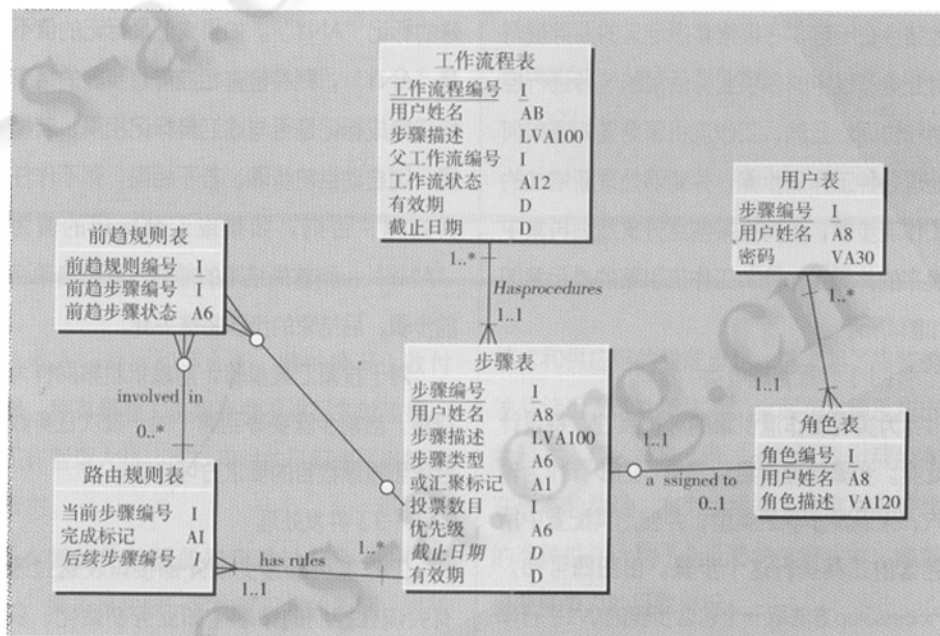 工作流程表
工作流程编号 I
用户姓名 AB
步骤描述 LVA100
父工作流编号 I
工作流状态 A12
有效期 D
截止日期 D
用户表
步骤编号 I
用户姓名 A8
密码 VA30
前趋规则表
前趋规则编号 I
前趋步骤编号 I
前趋步骤状态 A6
1..*
Hasprocedures
1..1
1..*
1..1
involved in
0..*
步骤表
步骤编号 I
用户姓名 A8
步骤描述 LVA100
步骤类型 A6
或汇聚标记 A1
投票数目 I
优先级 A6
截止日期 D
有效期 D
1..1
a ssigned to
0..1
角色表
角色编号 I
用户姓名 A8
角色描述 VA120
路由规则表
当前步骤编号 I
完成标记 AI
后续步骤编号
has rules
1..*
1..1